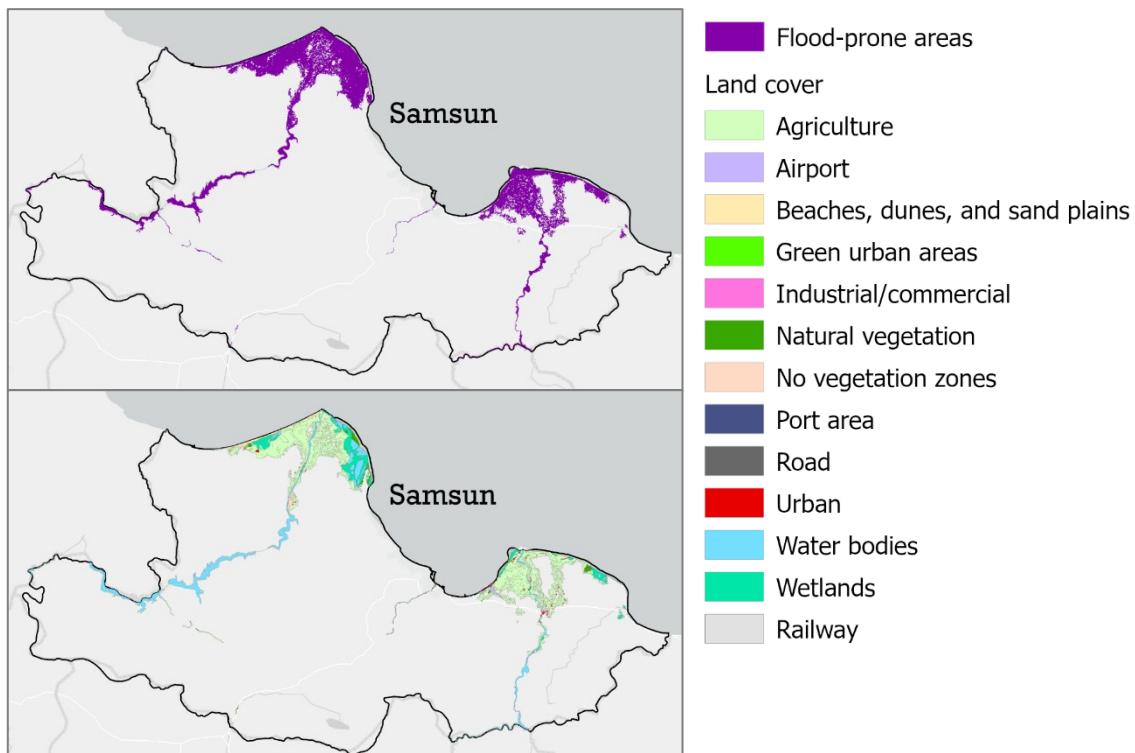 Samsun
Samsun
Flood-prone areas
Land cover
Agriculture
Airport
Beaches, dunes, and sand plains
Green urban areas
Industrial/commercial
Natural vegetation
No vegetation zones
Port area
Road
Urban
Water bodies
Wetlands
Railway